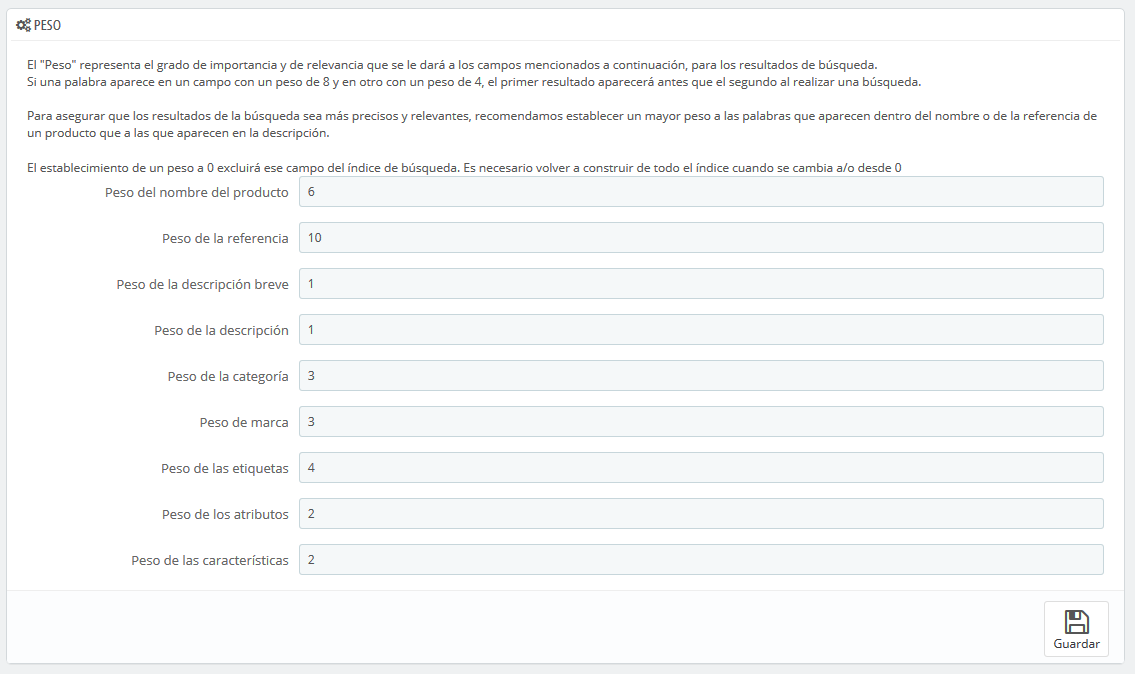 PESO
El "Peso" representa el grado de importancia y de relevancia que se le dará a los campos mencionados a continuación, para los resultados de búsqueda.
Si una palabra aparece en un campo con un peso de 8 y en otro con un peso de 4, el primer resultado aparecerá antes que el segundo al realizar una búsqueda.
Para asegurar que los resultados de la búsqueda sea más precisos y relevantes, recomendamos establecer un mayor peso a las palabras que aparecen dentro del nombre o de la referencia de
un producto que a las que aparecen en la descripción.
El establecimiento de un peso a 0 excluirá ese campo del índice de búsqueda. Es necesario volver a construir de todo el índice cuando se cambia a/o desde 0
Peso del nombre del producto 6
Peso de la referencia 10
Peso de la descripción breve 1
Peso de la descripción 1
Peso de la categoría 3
Peso de marca 3
Peso de las etiquetas 4
Peso de los atributos 2
Peso de las características 2
Guardar